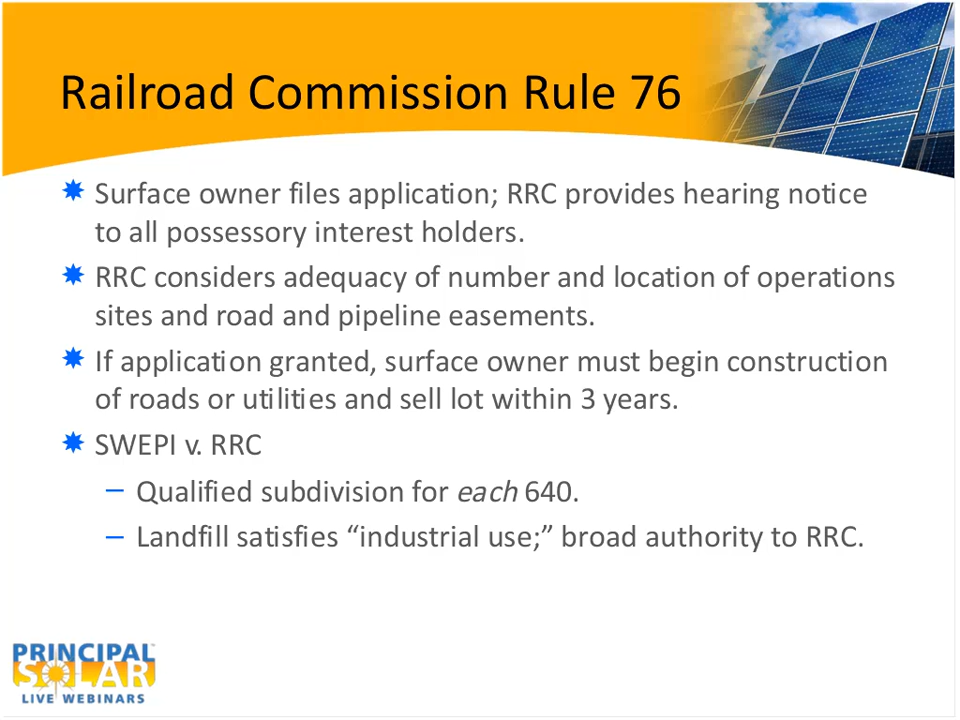 Railroad Commission Rule 76
Surface owner files application; RRC provides hearing notice
to all possessory interest holders.
RRC considers adequacy of number and location of operations
sites and road and pipeline easements.
If application granted, surface owner must begin construction
of roads or utilities and sell lot within 3 years.
SWEPI v. RRC
– Qualified subdivision for each 640.
– Landfill satisfies “industrial use;” broad authority to RRC.
PRINCIPAL
SOLAR
LIVE WEBINARS